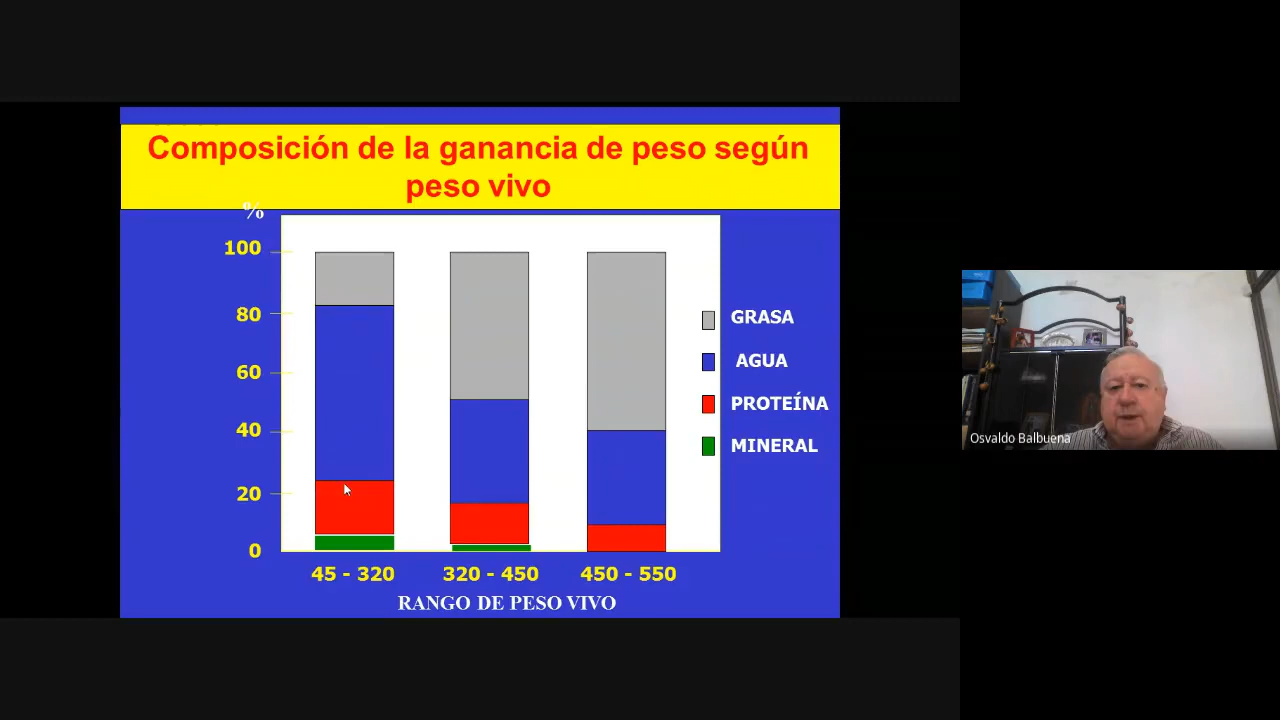 Composición de la ganancia de peso según
peso vivo
%
100
80
60
40
20
0
GRASA
AGUA
PROTEÍNA
MINERAL
45 - 320
320 - 450
450 - 550
RANGO DE PESO VIVO
Osvaldo Balbuena